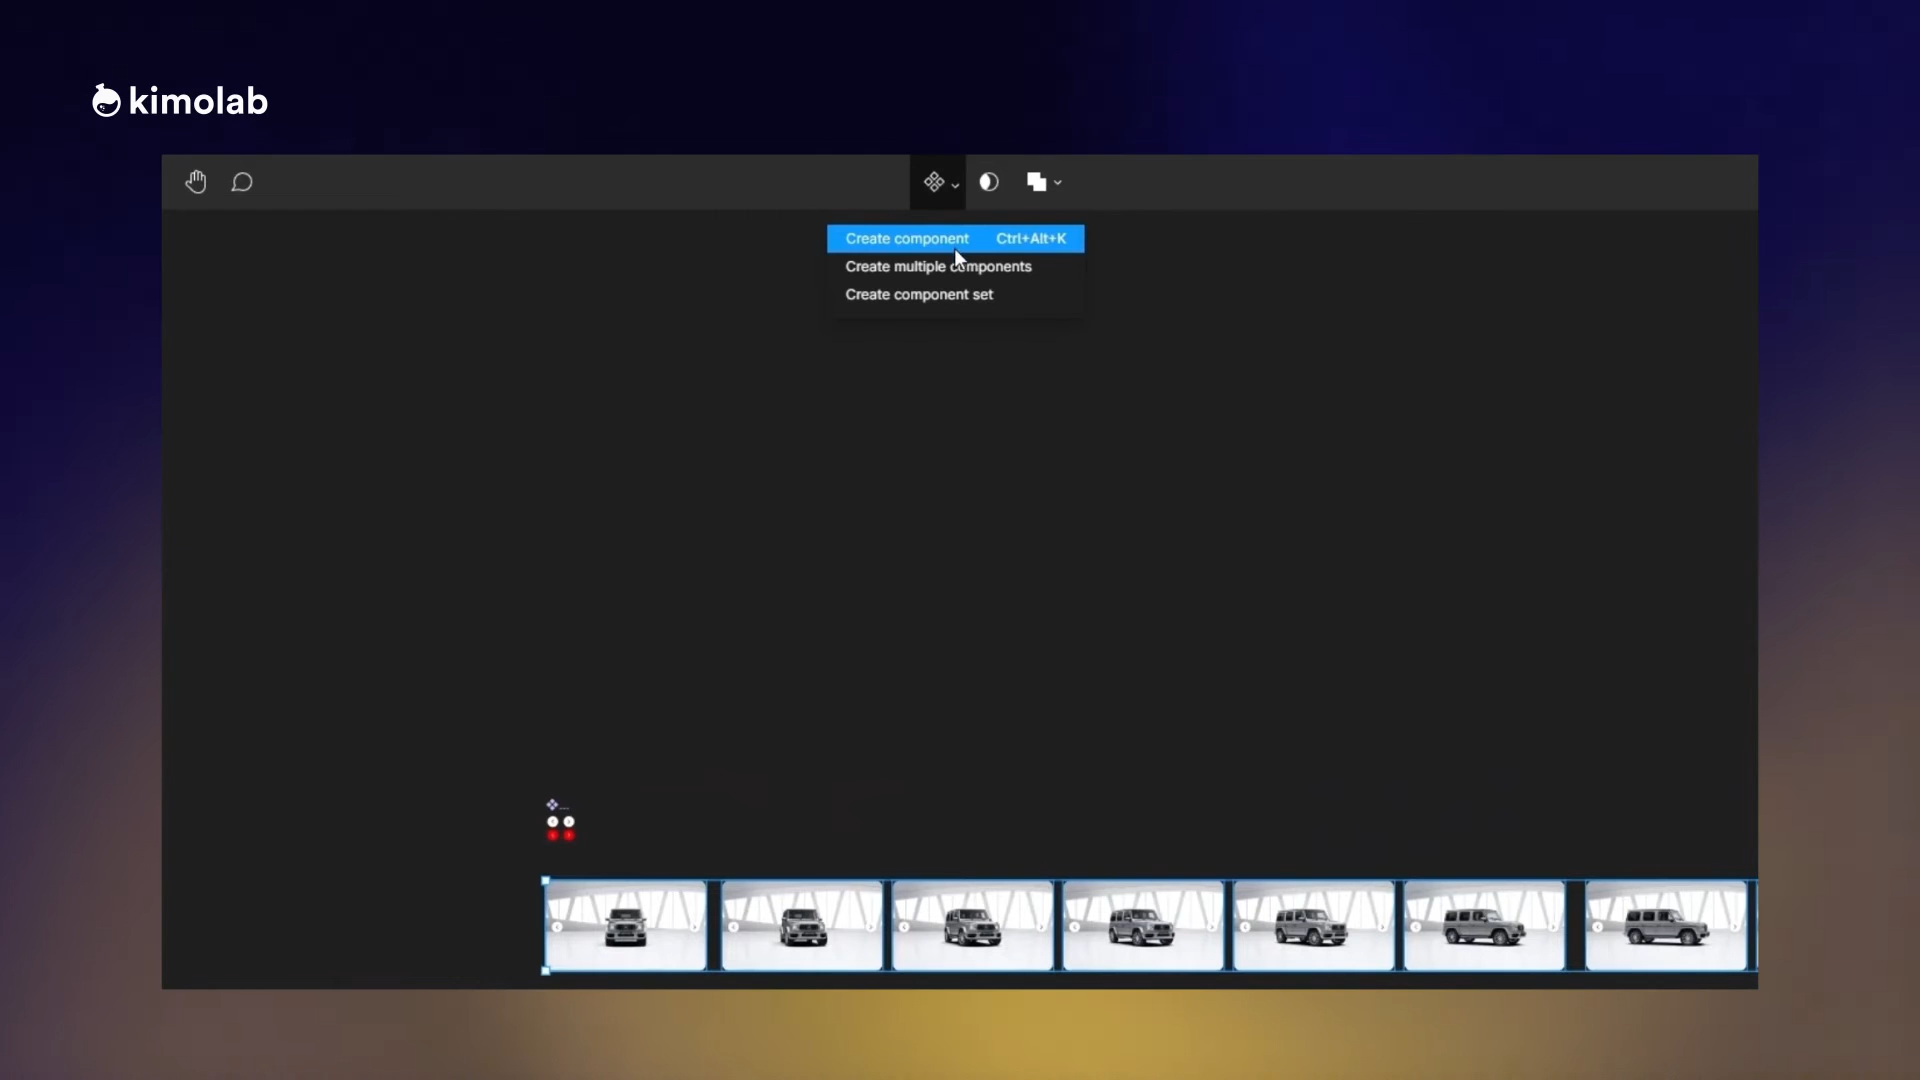 kimolab
Create component Ctrl+Alt+K
Create multiple components
Create component set